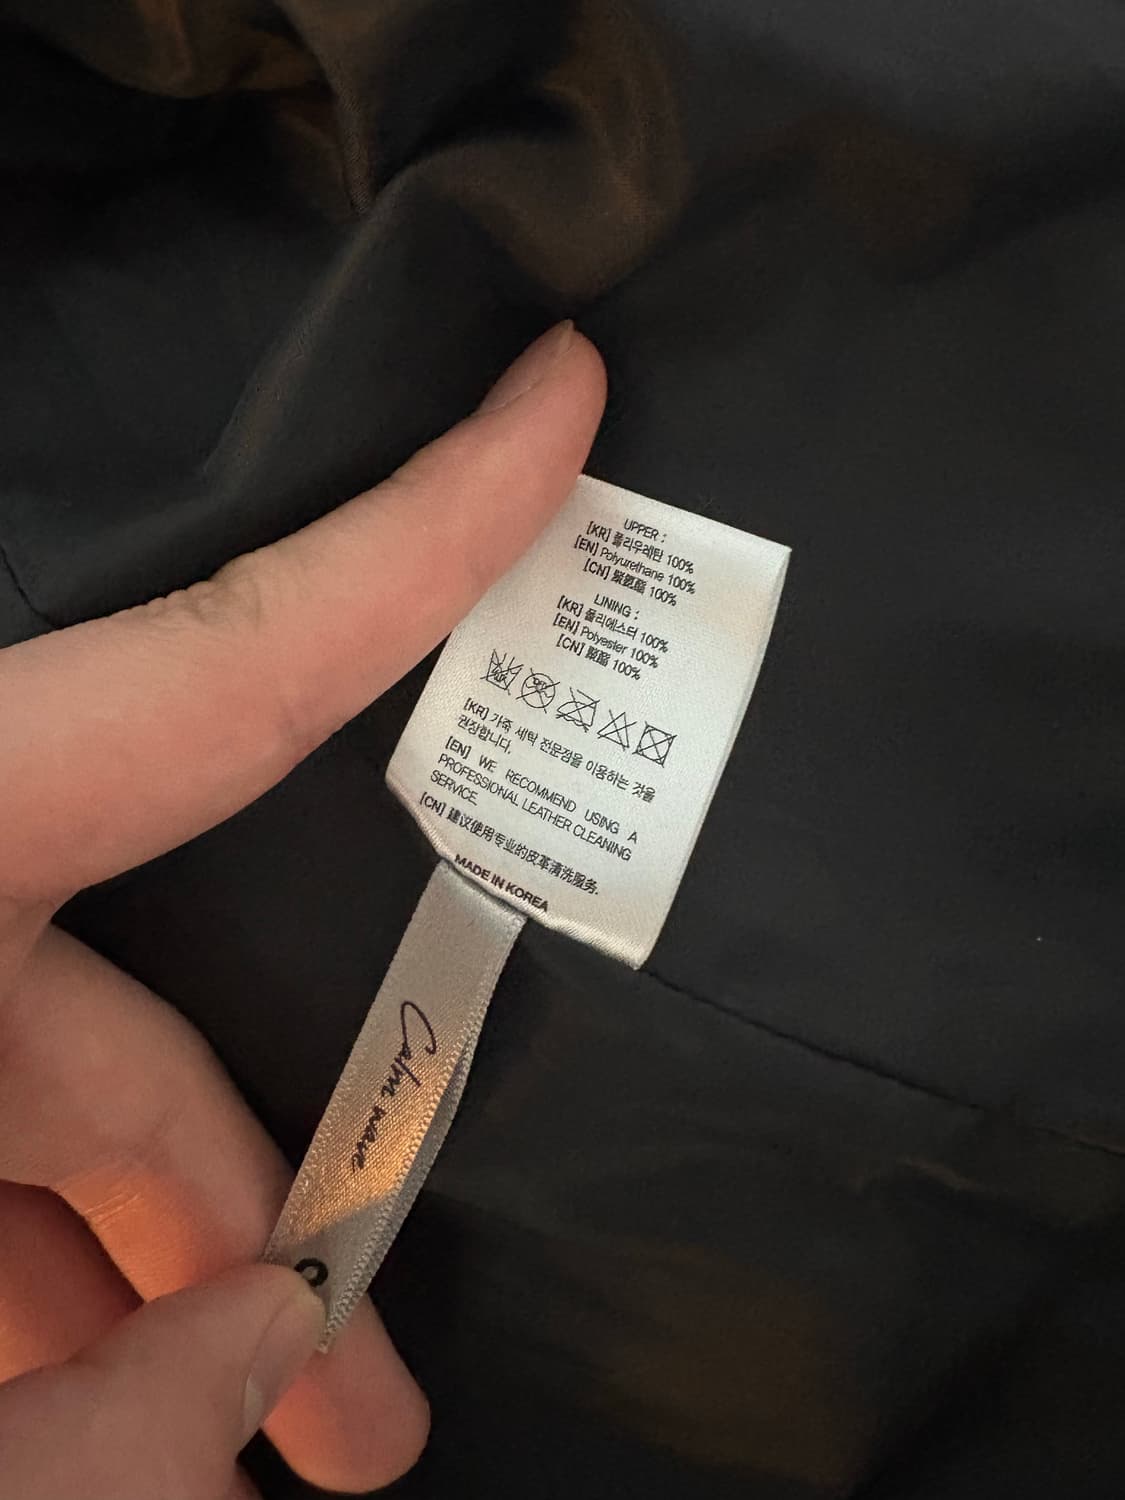 UPPER :
[KR] 폴리우레탄 100%
[EN] Polyurethane 100%
[CN] 聚氨酯 100%
LINING :
[KR] 폴리에스터 100%
[EN] Polyester 100%
[CN] 聚酯 100%
[KR] 가죽 세탁 전문점을 이용하는 것을
권장합니다.
[EN] WE RECOMMEND USING A
PROFESSIONAL LEATHER CLEANING
SERVICE.
[CN] 建议使用专业的皮革清洗服务.
MADE IN KOREA
Calm wave